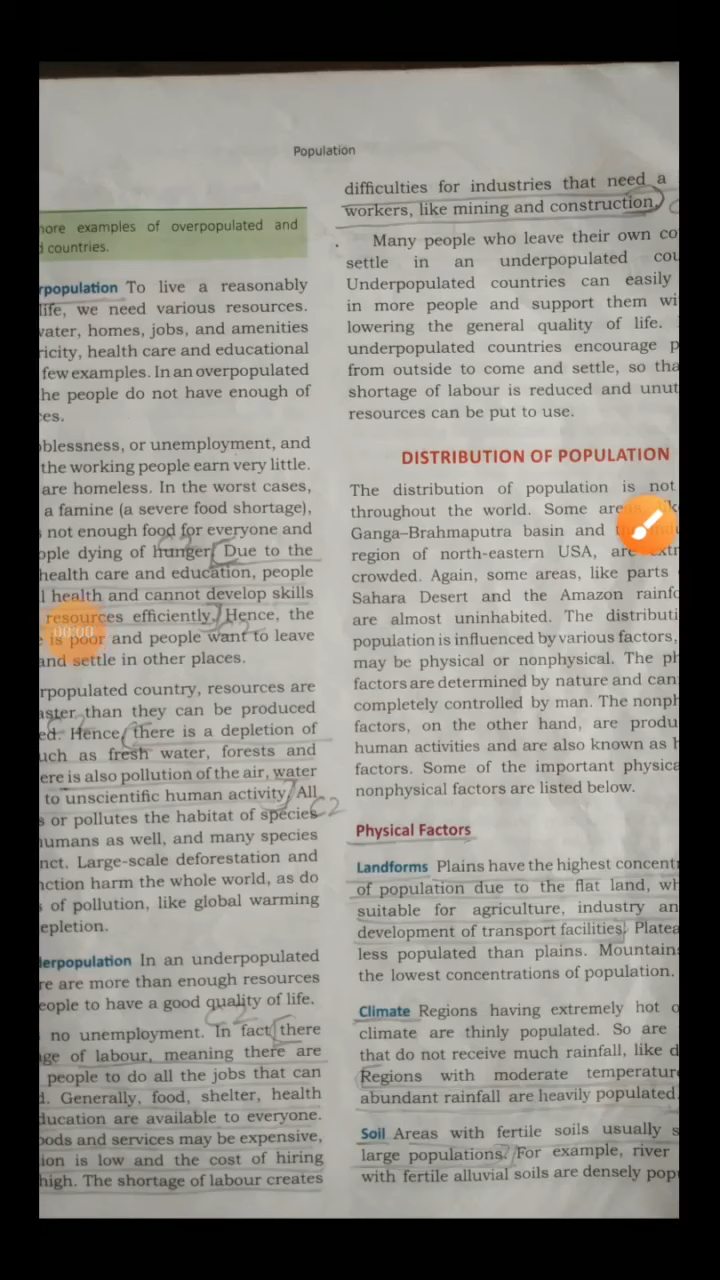 Population
ore examples of overpopulated and
countries.
rpopulation To live a reasonably
life, we need various resources.
ater, homes, jobs, and amenities
ricity, health care and educational
few examples. In an overpopulated
he people do not have enough of
es.
blessness, or unemployment, and
the working people earn very little.
are homeless. In the worst cases,
a famine (a severe food shortage),
not enough food for everyone and
ple dying of hunger. Due to the
health care and education, people
l health and cannot develop skills
resources efficiently. Hence, the
is poor and people want to leave
and settle in other places.
rpopulated country, resources are
aster than they can be produced
ed. Hence, there is a depletion of
uch as fresh water, forests and
ere is also pollution of the air, water
to unscientific human activity. All
s or pollutes the habitat of species
umans as well, and many species
nct. Large-scale deforestation and
ction harm the whole world, as do
of pollution, like global warming
epletion.
derpopulation In an underpopulated
re are more than enough resources
eople to have a good quality of life.
no unemployment. In fact there
ge of labour, meaning there are
people to do all the jobs that can
d. Generally, food, shelter, health
ducation are available to everyone.
oods and services may be expensive,
ion is low and the cost of hiring
high. The shortage of labour creates
difficulties for industries that need a
workers, like mining and construction.
Many people who leave their own co
settle in an underpopulated cou
Underpopulated countries can easily
in more people and support them wi
lowering the general quality of life.
underpopulated countries encourage p
from outside to come and settle, so tha
shortage of labour is reduced and unut
resources can be put to use.
DISTRIBUTION OF POPULATION
The distribution of population is not
throughout the world. Some are
Ganga–Brahmaputra basin and
region of north-eastern USA, are extr
crowded. Again, some areas, like parts
Sahara Desert and the Amazon rainfo
are almost uninhabited. The distributi
population is influenced by various factors,
may be physical or nonphysical. The ph
factors are determined by nature and can
completely controlled by man. The nonph
factors, on the other hand, are produ
human activities and are also known as h
factors. Some of the important physica
nonphysical factors are listed below.
Physical Factors
Landforms Plains have the highest concent
of population due to the flat land, wh
suitable for agriculture, industry an
development of transport facilities. Platea
less populated than plains. Mountain
the lowest concentrations of population.
Climate Regions having extremely hot o
climate are thinly populated. So are
that do not receive much rainfall, like d
Regions with moderate temperature
abundant rainfall are heavily populated
Soil Areas with fertile soils usually s
large populations. For example, river
with fertile alluvial soils are densely pop
00:00
C2
C2